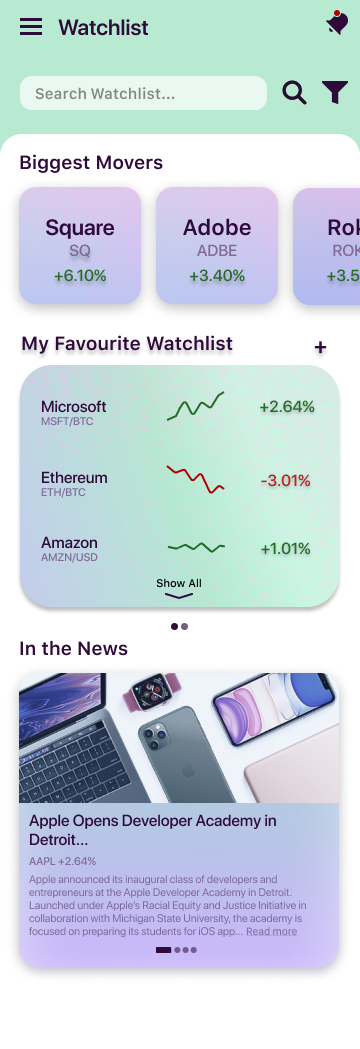 Watchlist
Search Watchlist...
Biggest Movers
Square
SQ
+6.10%
Adobe
ADBE
+3.40%
Rok
ROK
+3.5
My Favourite Watchlist
+
Microsoft
MSFT/BTC
+2.64%
Ethereum
ETH/BTC
-3.01%
Amazon
AMZN/USD
+1.01%
Show All
In the News
Apple Opens Developer Academy in
Detroit...
AAPL +2.64%
Apple announced its inaugural class of developers and
entrepreneurs at the Apple Developer Academy in Detroit.
Launched under Apple's Racial Equity and Justice Initiative in
collaboration with Michigan State University, the academy is
focused on preparing its students for iOS app... Read more